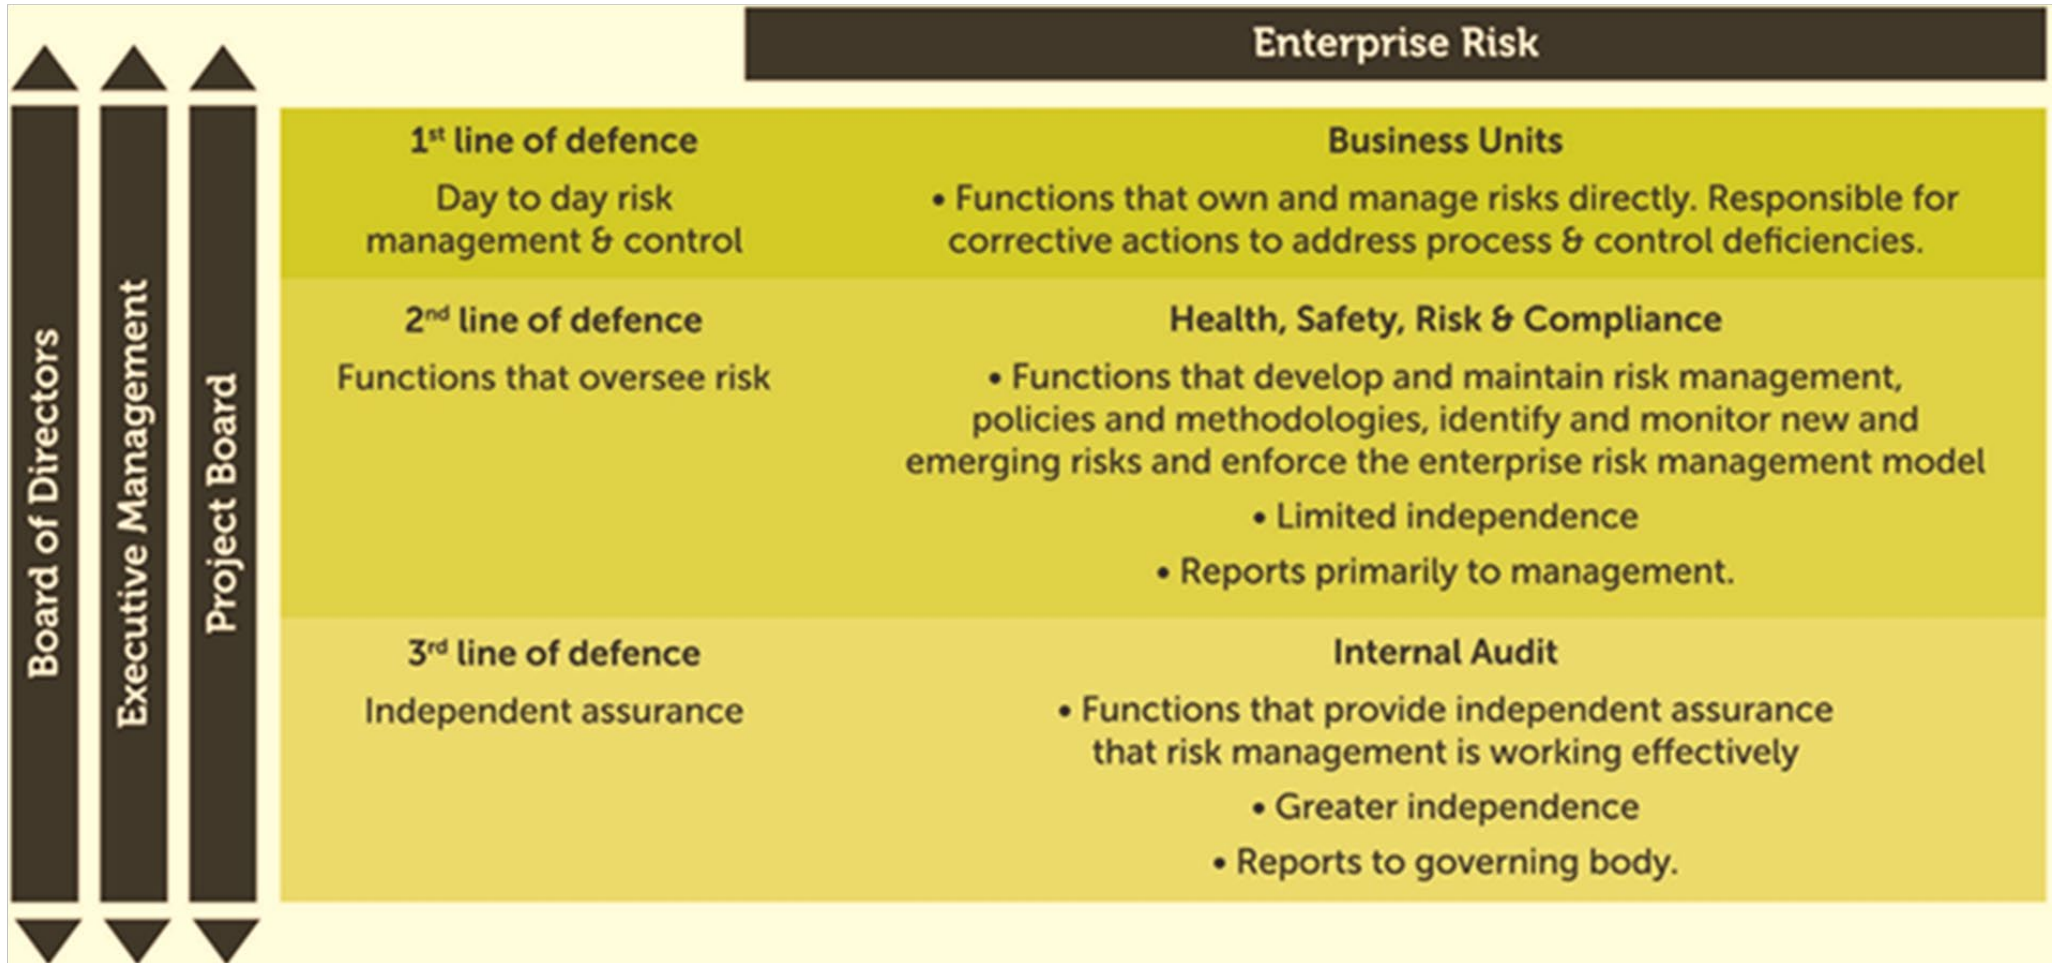 Enterprise Risk
Board of Directors
Executive Management
Project Board
1st line of defence
Day to day risk
management & control
Business Units
• Functions that own and manage risks directly. Responsible for
corrective actions to address process & control deficiencies.
2nd line of defence
Functions that oversee risk
Health, Safety, Risk & Compliance
• Functions that develop and maintain risk management,
policies and methodologies, identify and monitor new and
emerging risks and enforce the enterprise risk management model
• Limited independence
• Reports primarily to management.
3rd line of defence
Independent assurance
Internal Audit
• Functions that provide independent assurance
that risk management is working effectively
• Greater independence
• Reports to governing body.